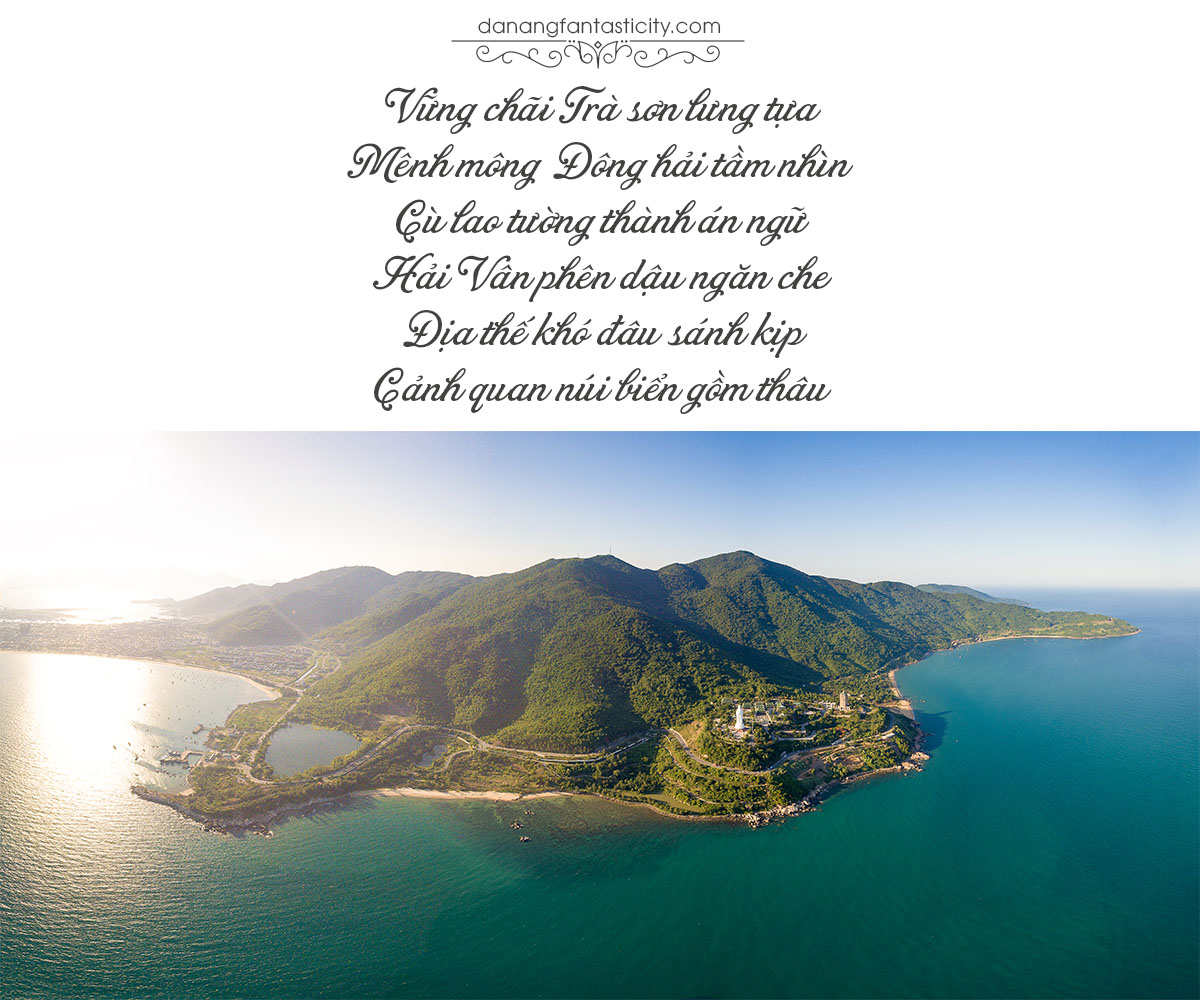 danangfantasticity.com
Vững chãi Trà sơn lưng tựa
Mênh mông Đông hải tầm nhìn
Cù lao tường thành án ngữ
Hải Vân phên dậu ngăn che
Địa thế khó đâu sánh kịp
Cảnh quan núi biển gồm thâu